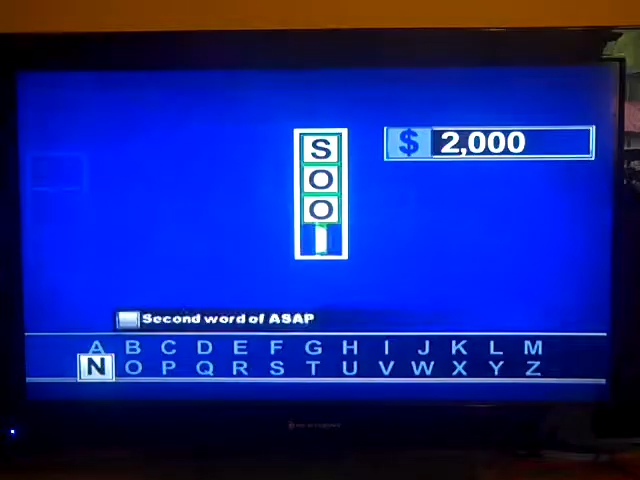 S
O
O
$ 2,000
Second word of ASAP
A B C D E F G H I J K L M
N O P Q R S T U V W X Y Z